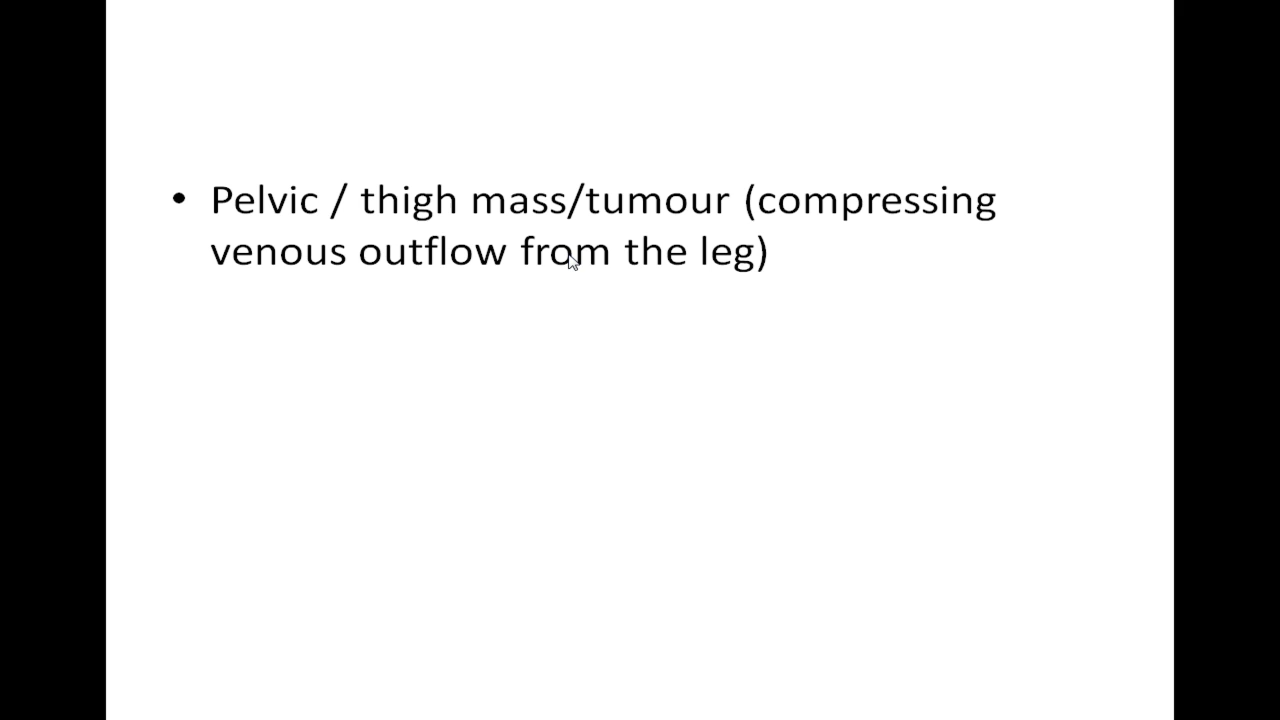 • Pelvic / thigh mass/tumour (compressing
venous outflow from the leg)